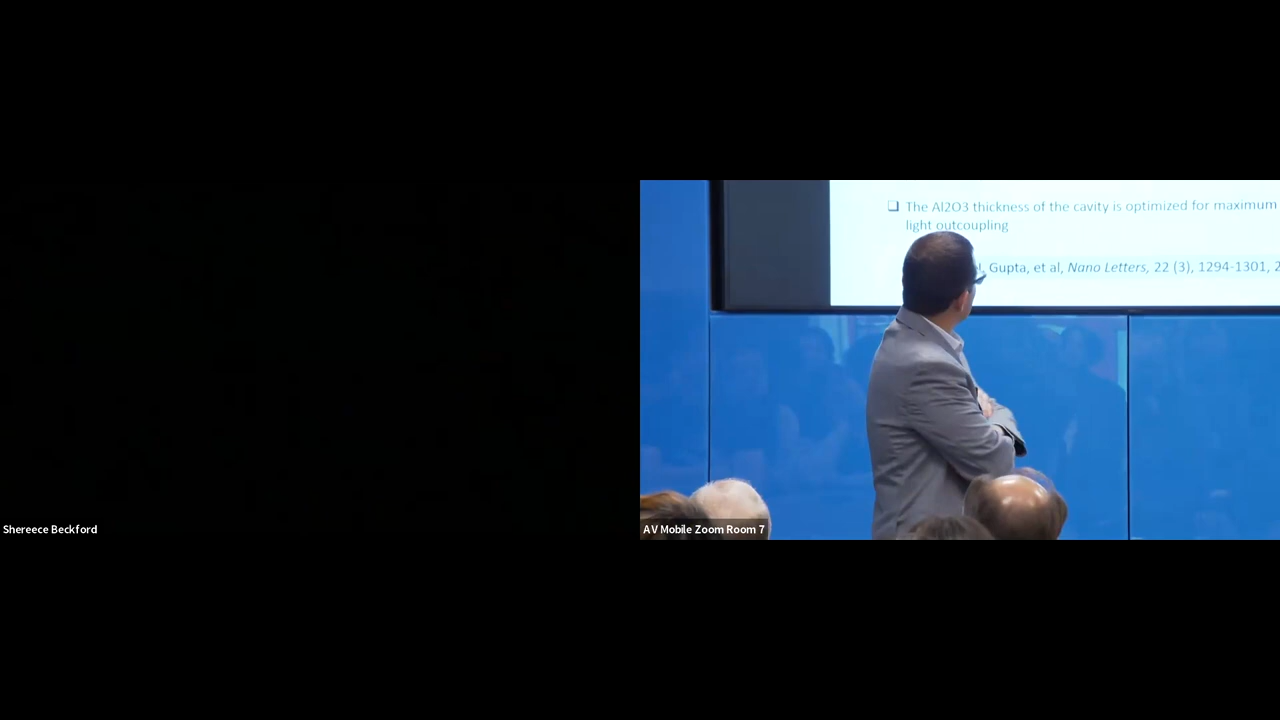 ❑ The Al2O3 thickness of the cavity is optimized for maximum
light outcoupling
Gupta, et al, Nano Letters, 22 (3), 1294-1301, 2
Shereece Beckford
AV Mobile Zoom Room 7